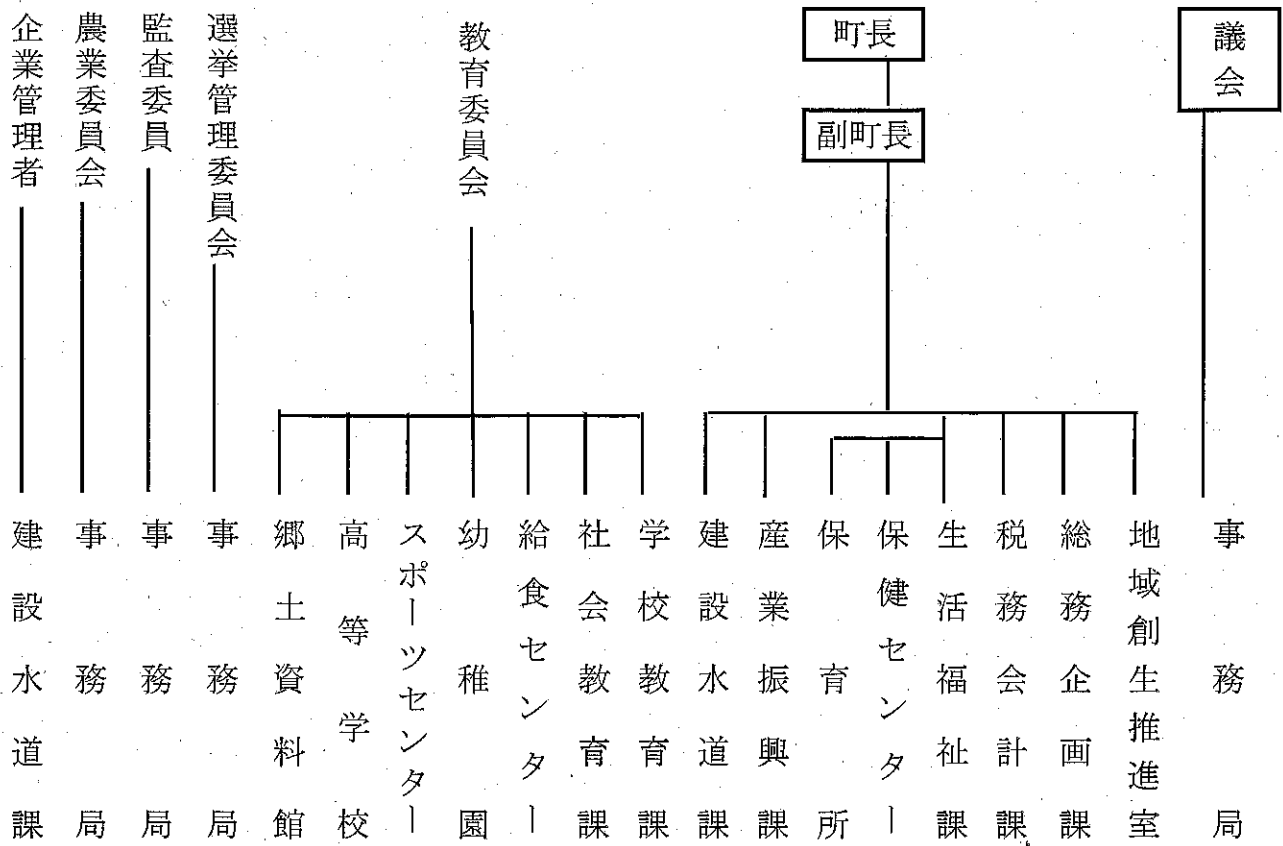 議会
町長
副町長
教育委員会
選挙管理委員会
監査委員
農業委員会
企業管理者
事務局
地域創生推進室
総務企画課
税務会計課
生活福祉課
保健センター
保育所
産業振興課
建設水道課
学校教育課
社会教育課
給食センター
幼稚園
スポーツセンター
高等学校
郷土資料館
事務局
事務局
事務局
建設水道課